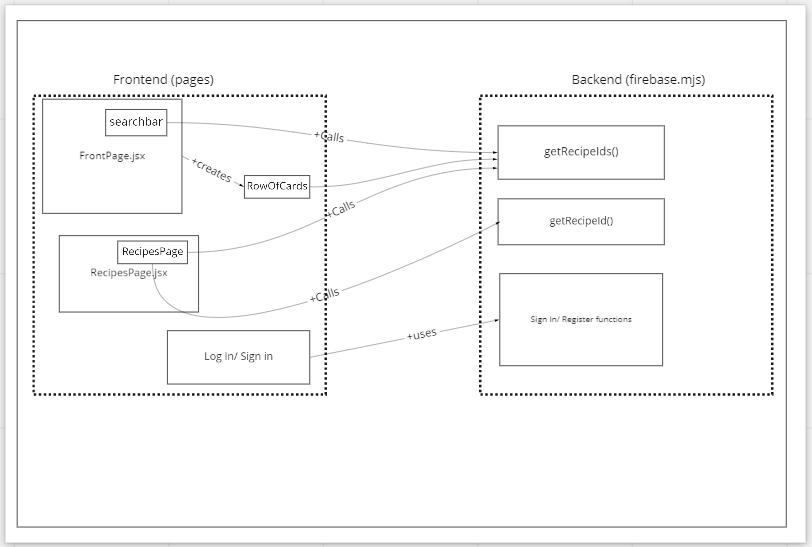 Frontend (pages)
Backend (firebase.mjs)
searchbar
FrontPage.jsx
+creates
RowOfCards
+Calls
getRecipeIds()
+Calls
RecipesPage
RecipesPage.jsx
getRecipeId()
+Calls
Log In/ Sign in
+uses
Sign In/ Register functions